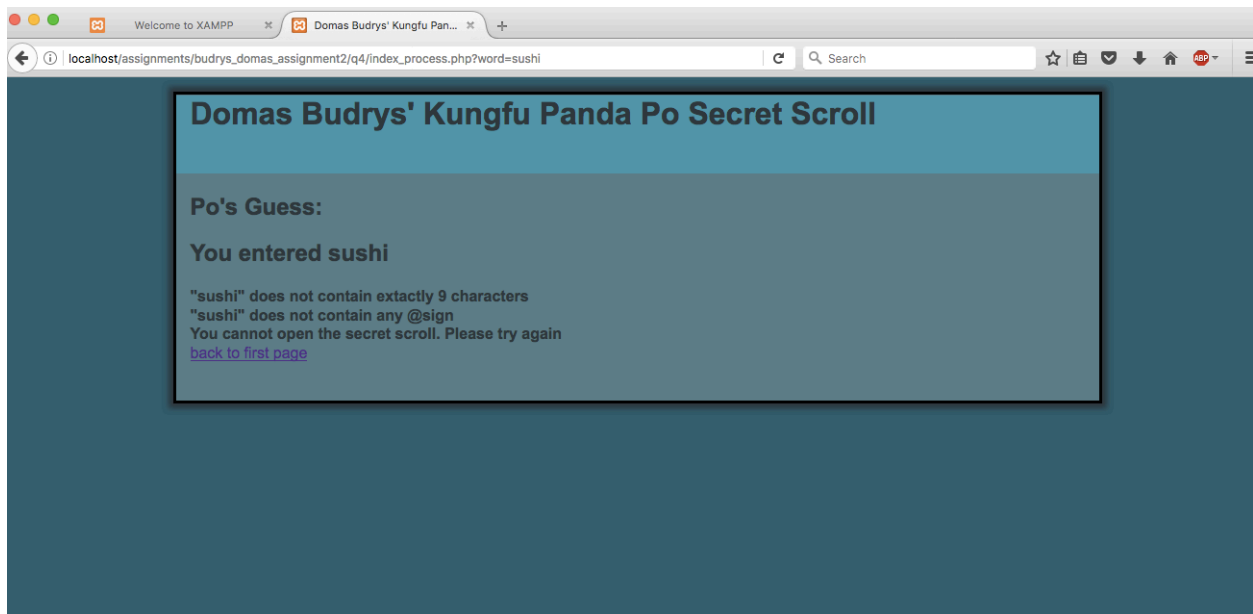 Welcome to XAMPP
Domas Budrys' Kungfu Pan...
localhost/assignments/budrys_domas_assignment2/q4/index_process.php?word=sushi
Search
ABP
Domas Budrys' Kungfu Panda Po Secret Scroll
Po's Guess:
You entered sushi
"sushi" does not contain extactly 9 characters
"sushi" does not contain any @sign
You cannot open the secret scroll. Please try again
back to first page